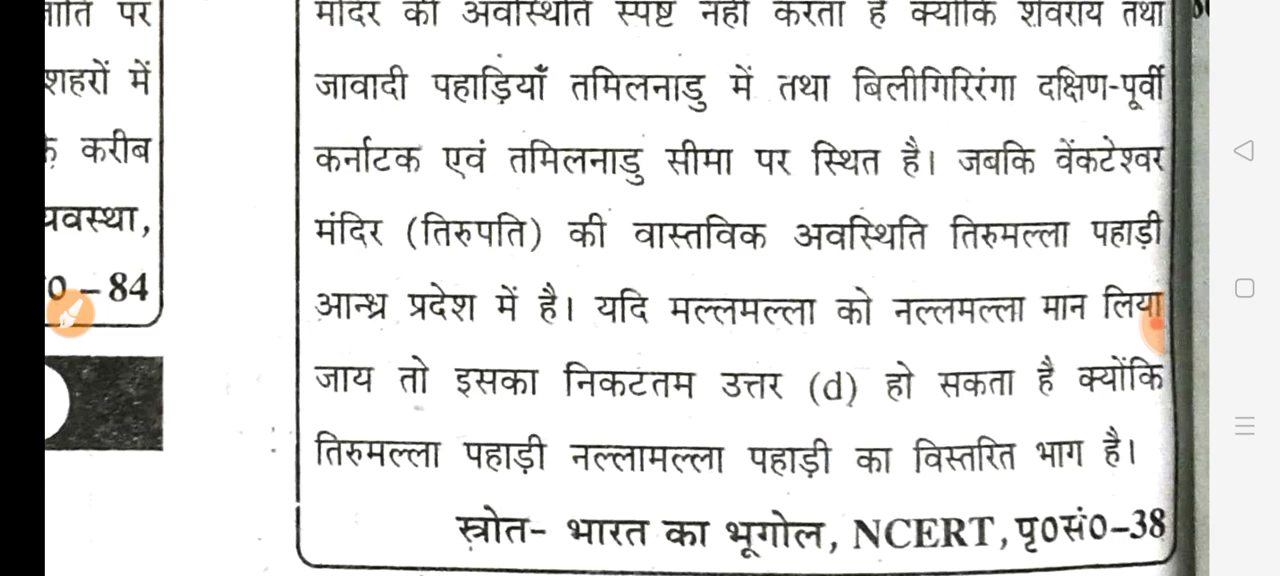 शहरों में
करीब
0 – 84
मंदिर की अवस्थिति स्पष्ट नहीं करता है क्योंकि शेवराय तथा
जावादी पहाड़ियाँ तमिलनाडु में तथा बिलीगिरिरंगा दक्षिण-पूर्वी
कर्नाटक एवं तमिलनाडु सीमा पर स्थित है। जबकि वेंकटेश्वर
मंदिर (तिरुपति) की वास्तविक अवस्थिति तिरुमल्ला पहाड़ी
आन्ध्र प्रदेश में है। यदि मल्लमल्ला को नल्लमल्ला मान लिया
जाय तो इसका निकटतम उत्तर (d) हो सकता है क्योंकि
तिरुमल्ला पहाड़ी नल्लामल्ला पहाड़ी का विस्तरित भाग है।
स्त्रोत- भारत का भूगोल, NCERT, पृ0सं0-38